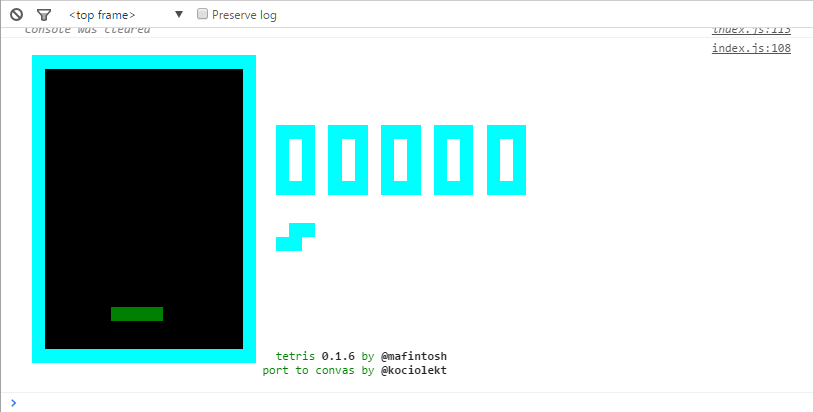 <top frame>
Preserve log
Console was cleared
index.js:113
index.js:108
00000
tetris 0.1.6 by @mafintosh
port to convas by @kociolekt